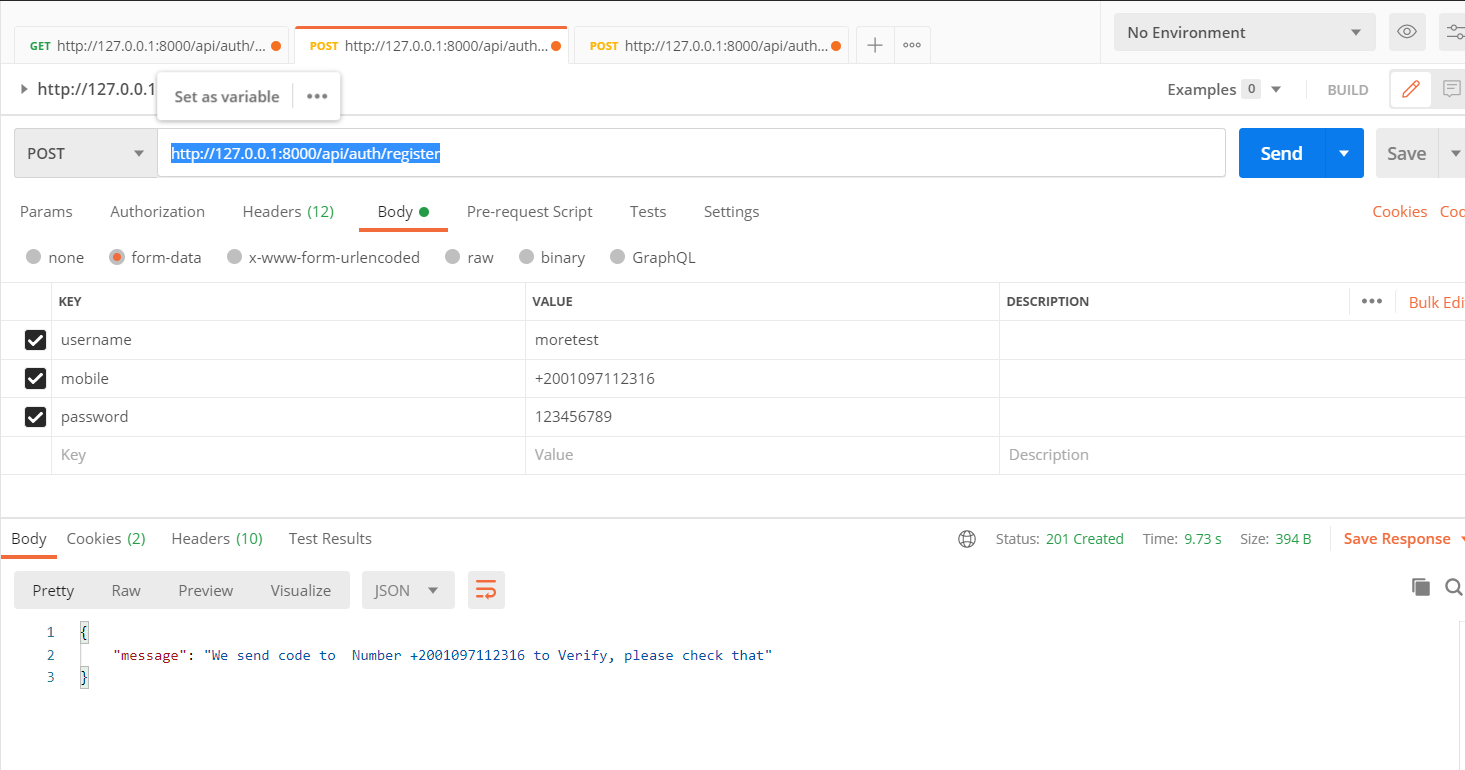 GET http://127.0.0.1:8000/api/auth/... POST http://127.0.0.1:8000/api/auth... POST http://127.0.0.1:8000/api/auth... No Environment
http://127.0.0.1 Set as variable Examples 0 BUILD
POST http://127.0.0.1:8000/api/auth/register Send Save
Params Authorization Headers (12) Body Pre-request Script Tests Settings Cookies Cod
none form-data x-www-form-urlencoded raw binary GraphQL
KEY VALUE DESCRIPTION Bulk Edi
username moretest
mobile +2001097112316
password 123456789
Key Value Description
Body Cookies (2) Headers (10) Test Results Status: 201 Created Time: 9.73 s Size: 394 B Save Response
Pretty Raw Preview Visualize JSON
1 {
2 "message": "We send code to  Number +2001097112316 to Verify, please check that"
3 }